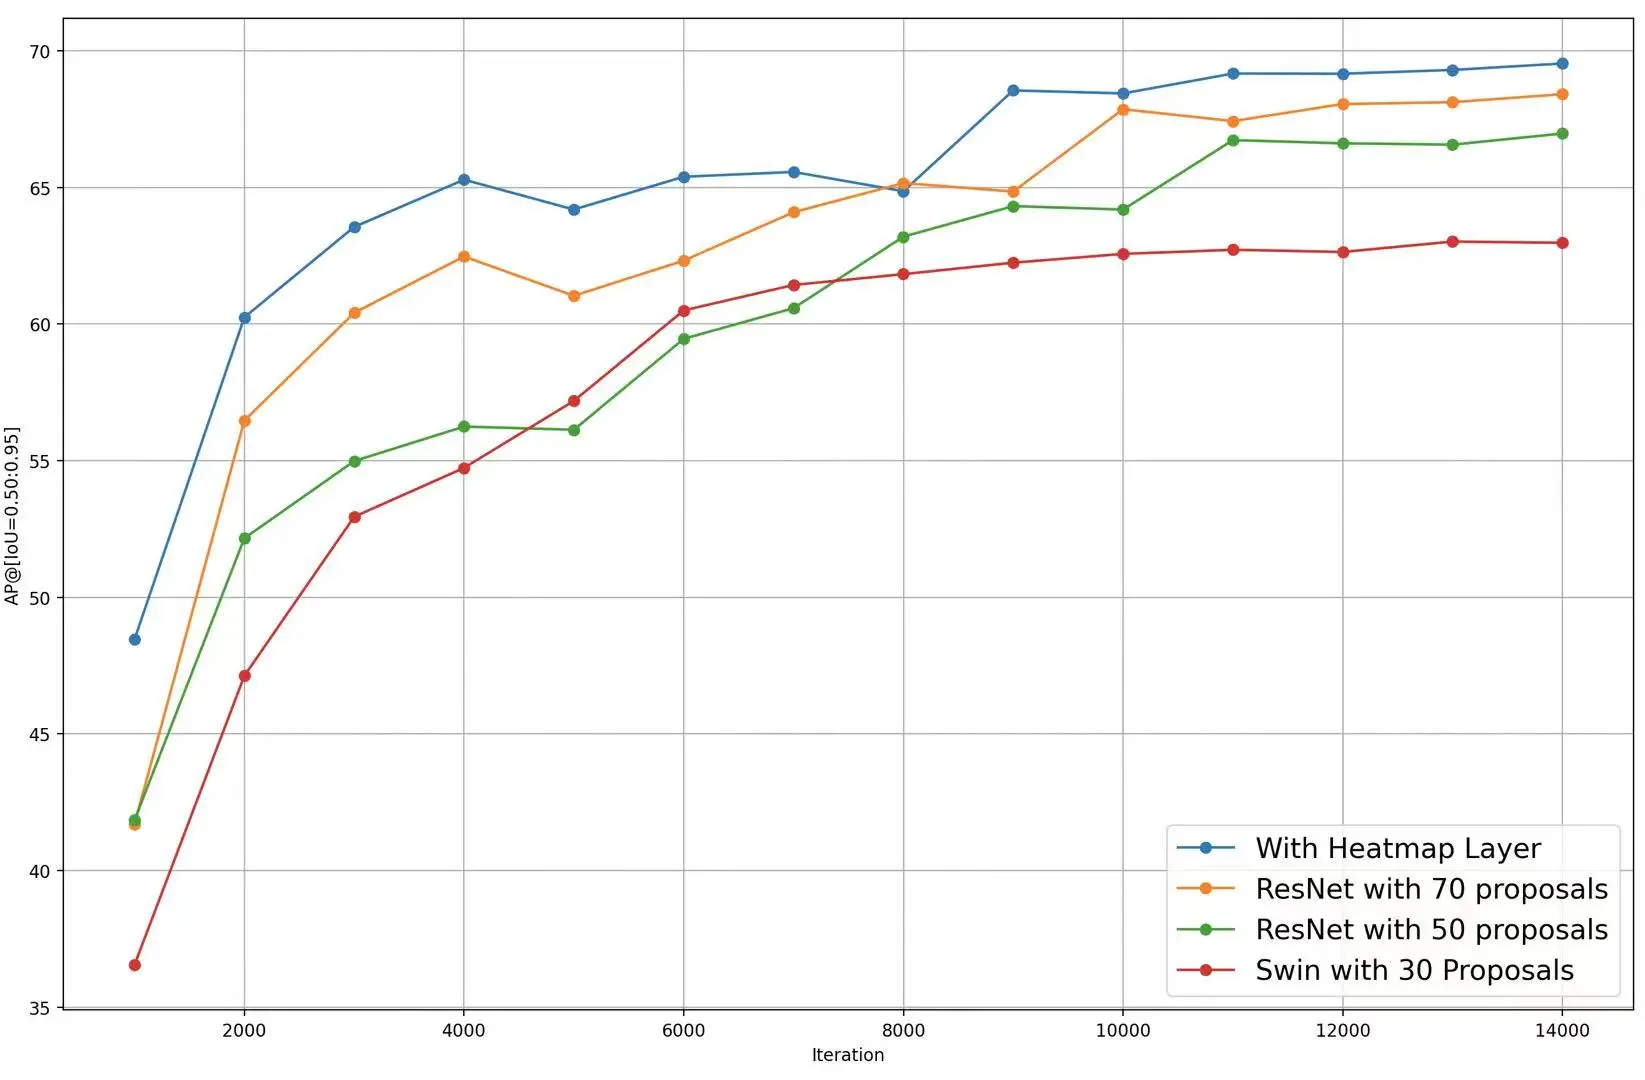 70
65
60
55
50
45
40
35
AP@[IoU=0.50:0.95]
2000 4000 6000 8000 10000 12000 14000
Iteration
With Heatmap Layer
ResNet with 70 proposals
ResNet with 50 proposals
Swin with 30 Proposals